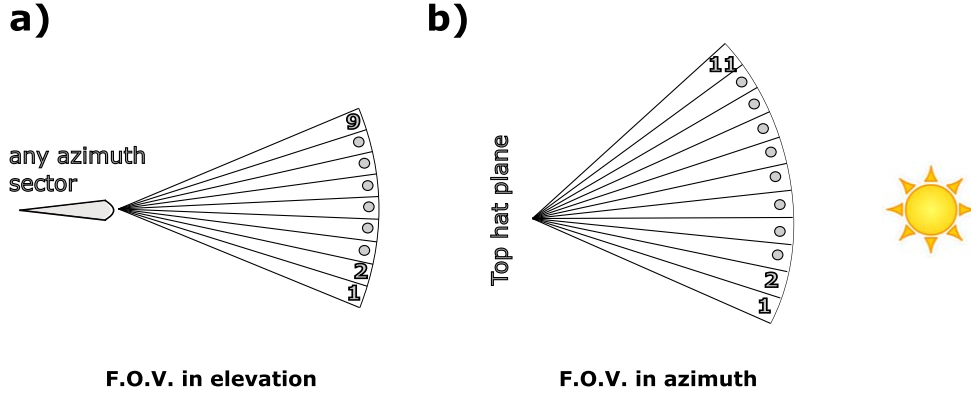 a)
any azimuth
sector
9
2
1
F.O.V. in elevation
b)
Top hat plane
11
2
1
F.O.V. in azimuth